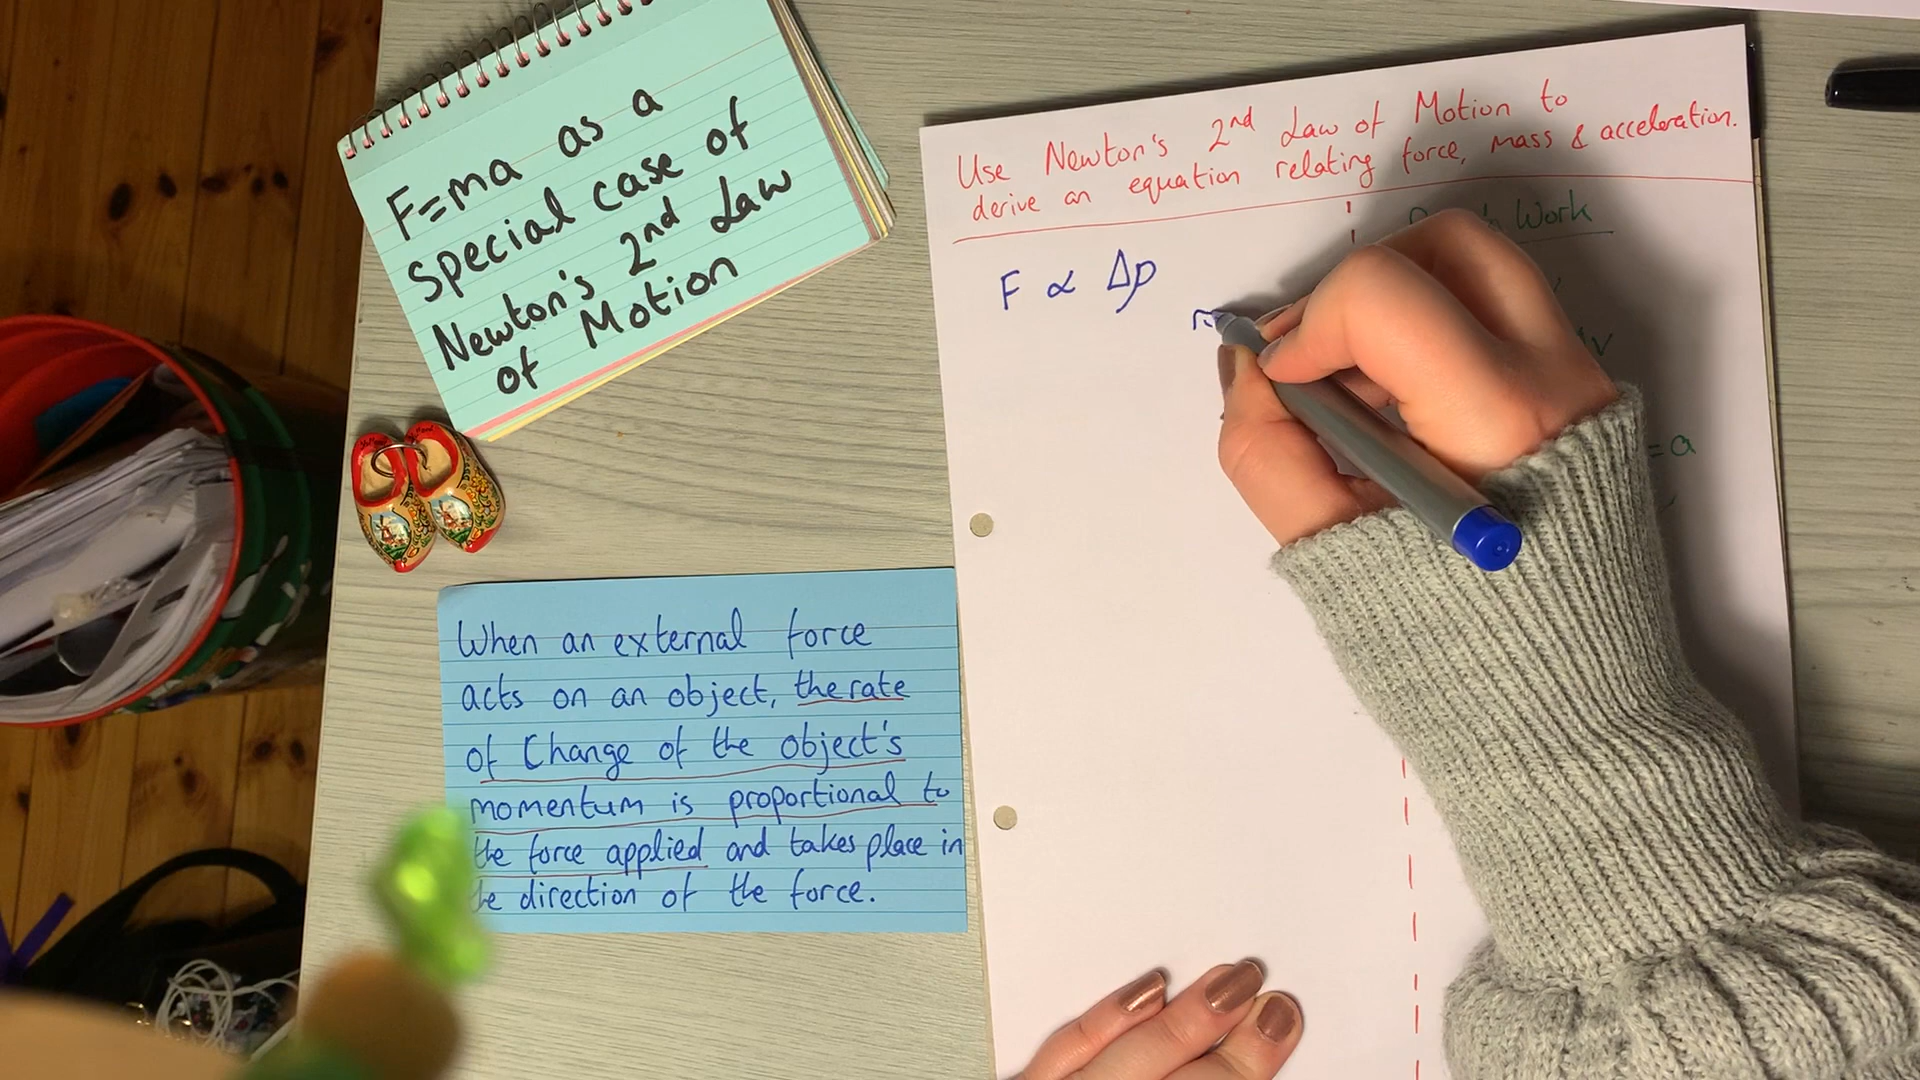 F=ma as a
special case of
Newton's 2nd Law
of Motion
When an external force
acts on an object, the rate
of Change of the object's
momentum is proportional to
the force applied and takes place in
direction of the force.
Use Newton's 2nd Law of Motion to
derive an equation relating force, mass & acceleration.
F ∝ Δp
Work
= a